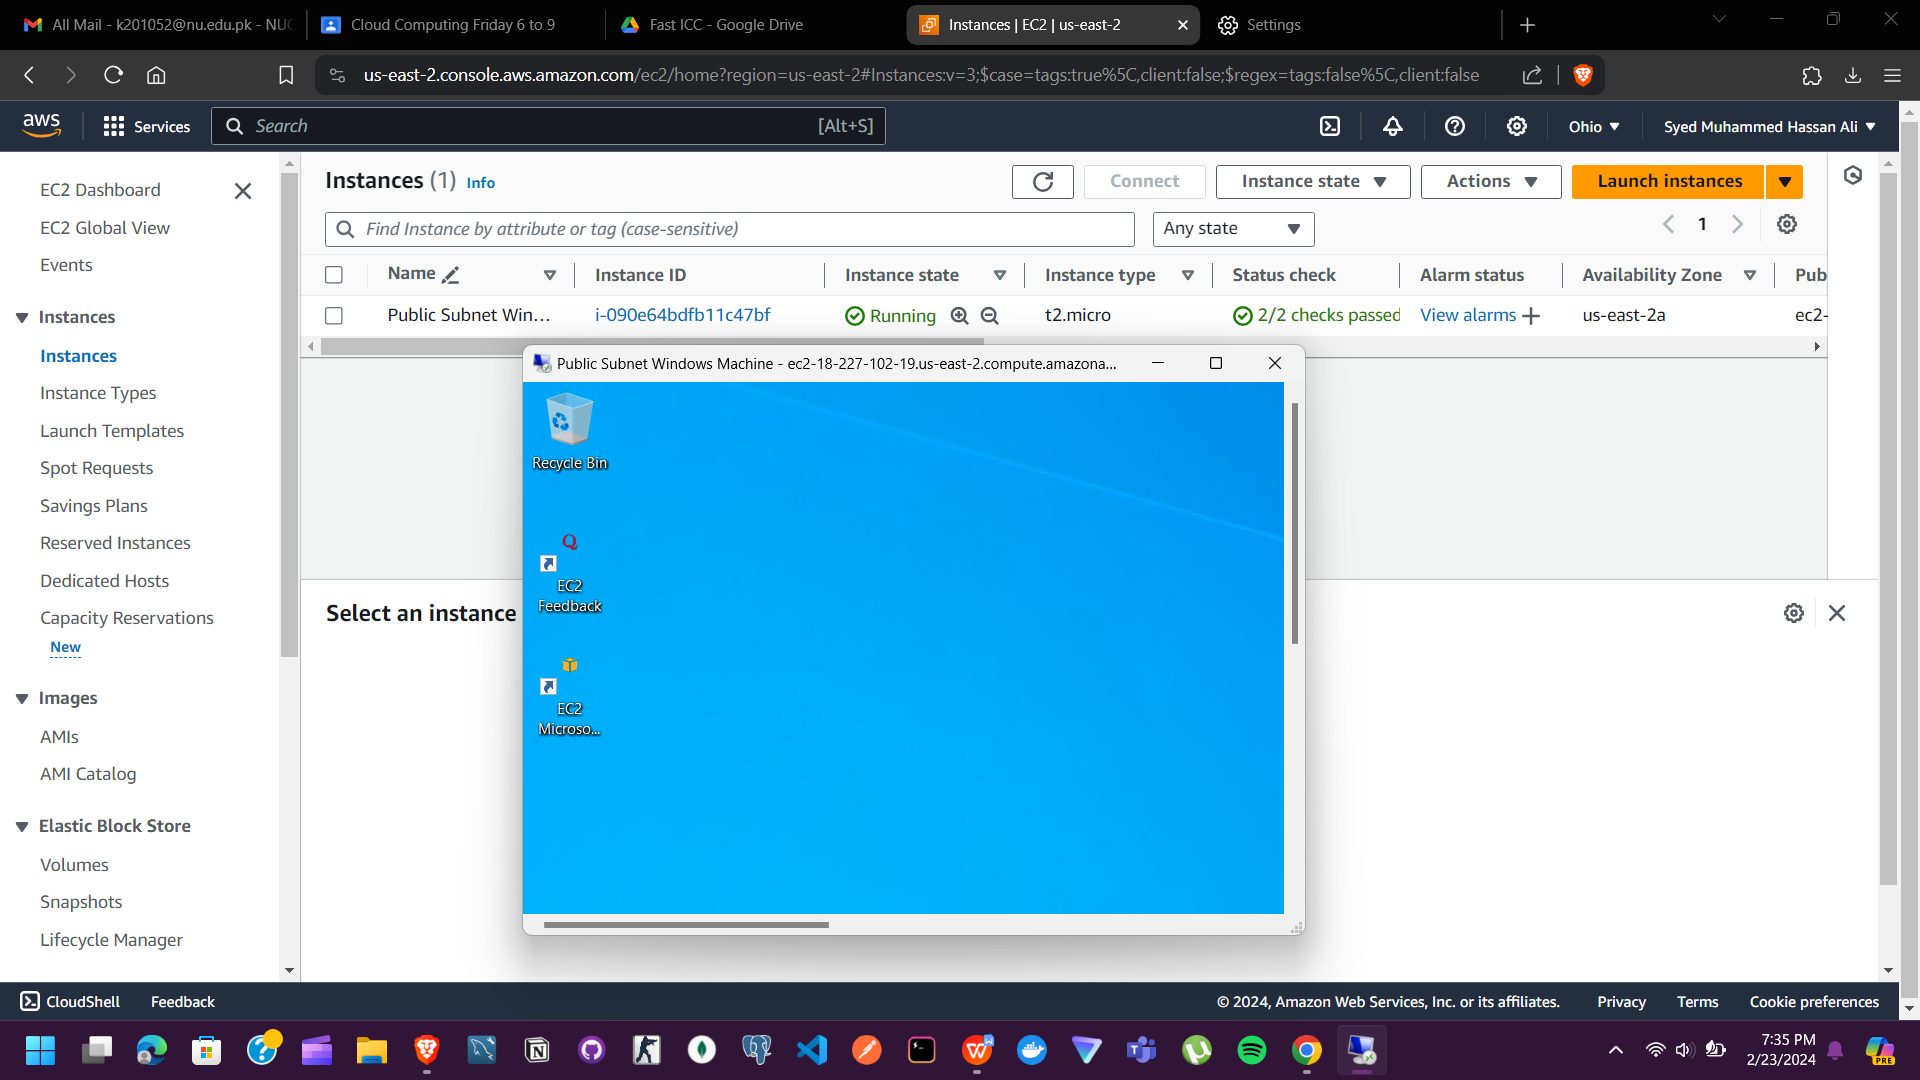 All Mail - k201052@nu.edu.pk - NUC
Cloud Computing Friday 6 to 9
Fast ICC - Google Drive
Instances | EC2 | us-east-2
Settings
us-east-2.console.aws.amazon.com/ec2/home?region=us-east-2#Instances:v=3;$case=tags:true%5C,client:false;$regex=tags:false%5C,client:false
aws
Services
Search
[Alt+S]
Ohio
Syed Muhammed Hassan Ali
EC2 Dashboard
EC2 Global View
Events
Instances
Instances
Instance Types
Launch Templates
Spot Requests
Savings Plans
Reserved Instances
Dedicated Hosts
Capacity Reservations
New
Images
AMIs
AMI Catalog
Elastic Block Store
Volumes
Snapshots
Lifecycle Manager
Instances (1) Info
Connect
Instance state
Actions
Launch instances
Find Instance by attribute or tag (case-sensitive)
Any state
1
Name
Instance ID
Instance state
Instance type
Status check
Alarm status
Availability Zone
Pub
Public Subnet Win...
i-090e64bdfb11c47bf
Running
t2.micro
2/2 checks passed
View alarms
us-east-2a
ec2-
Public Subnet Windows Machine - ec2-18-227-102-19.us-east-2.compute.amazona...
Recycle Bin
EC2
Feedback
EC2
Microso...
Select an instance
CloudShell
Feedback
© 2024, Amazon Web Services, Inc. or its affiliates.
Privacy
Terms
Cookie preferences
7:35 PM
2/23/2024
PRE